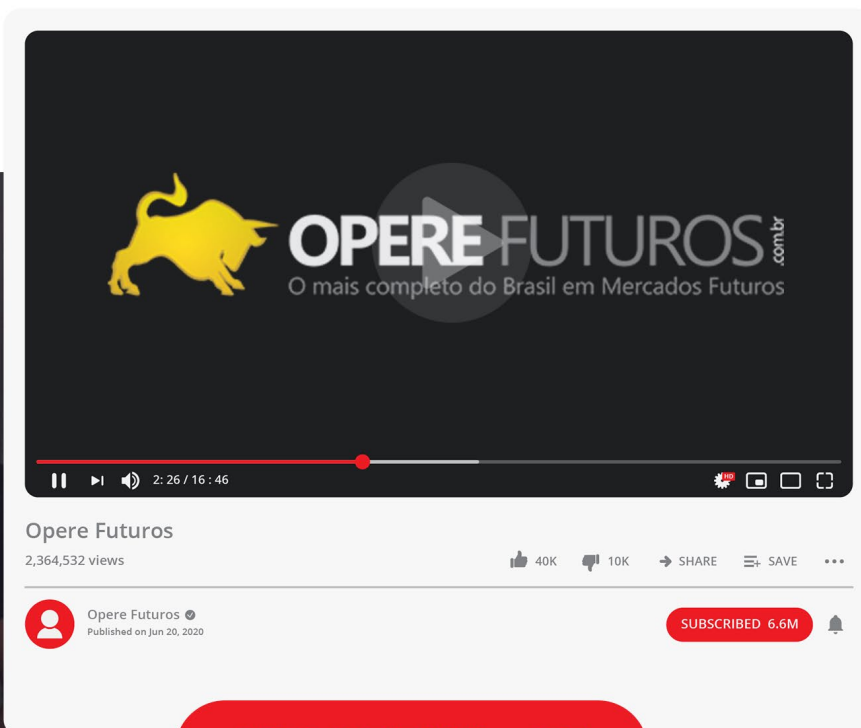 OPERE FUTUROS .com.br
O mais completo do Brasil em Mercados Futuros
2: 26 / 16 : 46
HD
Opere Futuros
2,364,532 views
40K
10K
SHARE
SAVE
Opere Futuros
Published on Jun 20, 2020
SUBSCRIBED 6.6M